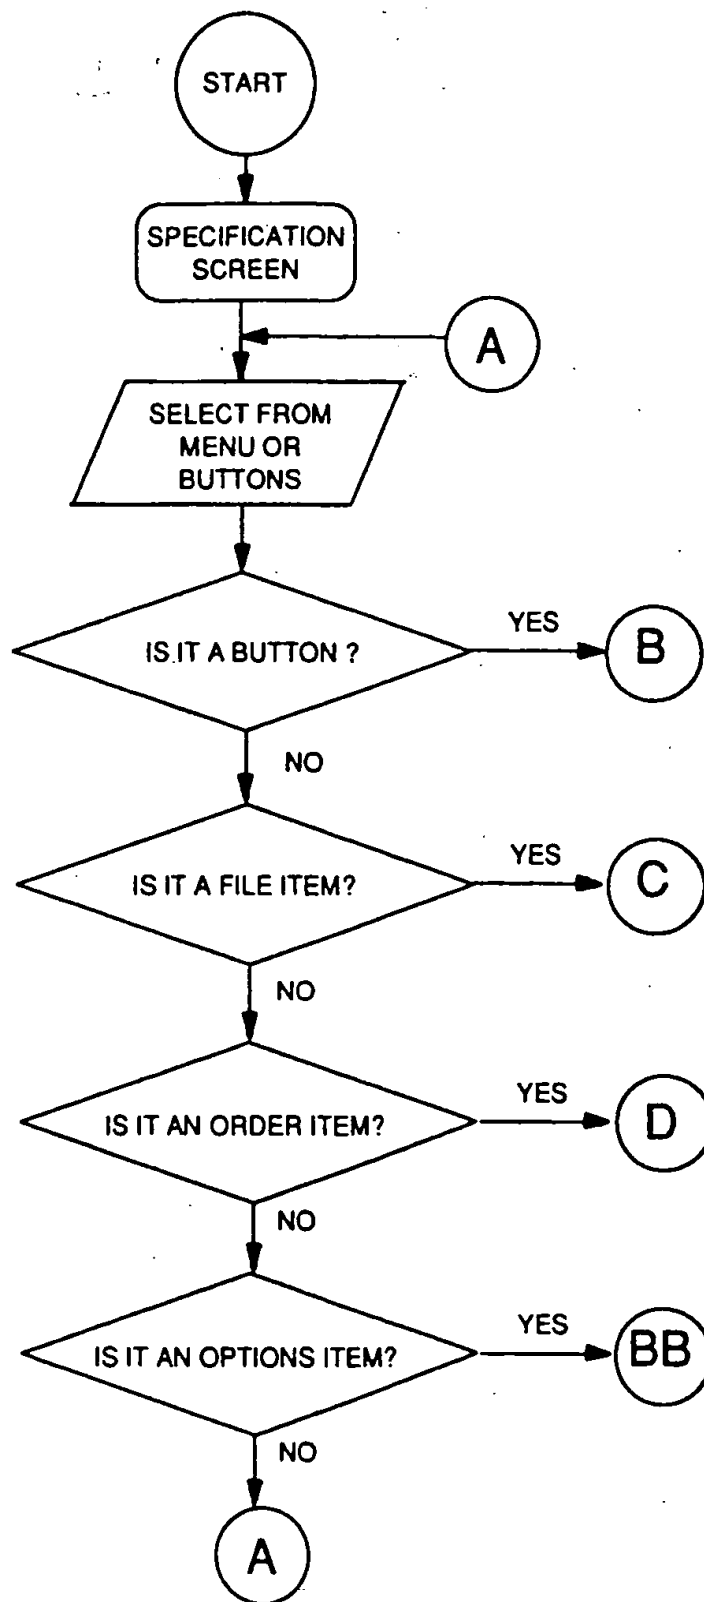 START
SPECIFICATION
SCREEN
A
SELECT FROM
MENU OR
BUTTONS
IS IT A BUTTON ?
YES
B
NO
IS IT A FILE ITEM?
YES
C
NO
IS IT AN ORDER ITEM?
YES
D
NO
IS IT AN OPTIONS ITEM?
YES
BB
NO
A